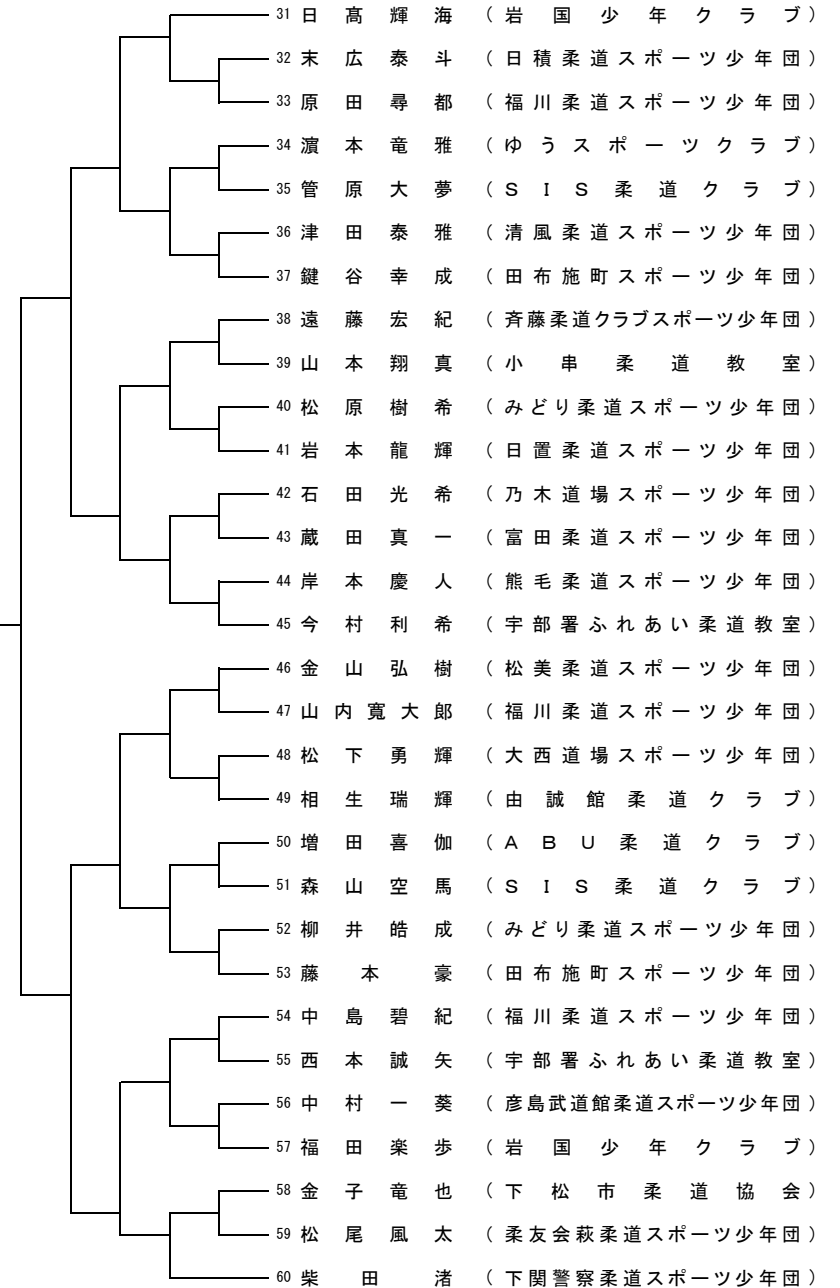 31 日髙輝海 (岩国少年クラブ)
32 末広泰斗 (日積柔道スポーツ少年団)
33 原田尋都 (福川柔道スポーツ少年団)
34 濵本竜雅 (ゆうスポーツクラブ)
35 管原大夢 (SIS柔道クラブ)
36 津田泰雅 (清風柔道スポーツ少年団)
37 鍵谷幸成 (田布施町スポーツ少年団)
38 遠藤宏紀 (斉藤柔道クラブスポーツ少年団)
39 山本翔真 (小串柔道教室)
40 松原樹希 (みどり柔道スポーツ少年団)
41 岩本龍輝 (日置柔道スポーツ少年団)
42 石田光希 (乃木道場スポーツ少年団)
43 蔵田真一 (富田柔道スポーツ少年団)
44 岸本慶人 (熊毛柔道スポーツ少年団)
45 今村利希 (宇部署ふれあい柔道教室)
46 金山弘樹 (松美柔道スポーツ少年団)
47 山内寛大郎 (福川柔道スポーツ少年団)
48 松下勇輝 (大西道場スポーツ少年団)
49 相生瑞輝 (由誠館柔道クラブ)
50 増田喜伽 (ABU柔道クラブ)
51 森山空馬 (SIS柔道クラブ)
52 柳井皓成 (みどり柔道スポーツ少年団)
53 藤本豪 (田布施町スポーツ少年団)
54 中島碧紀 (福川柔道スポーツ少年団)
55 西本誠矢 (宇部署ふれあい柔道教室)
56 中村一葵 (彦島武道館柔道スポーツ少年団)
57 福田楽歩 (岩国少年クラブ)
58 金子竜也 (下松市柔道協会)
59 松尾風太 (柔友会萩柔道スポーツ少年団)
60 柴田渚 (下関警察柔道スポーツ少年団)